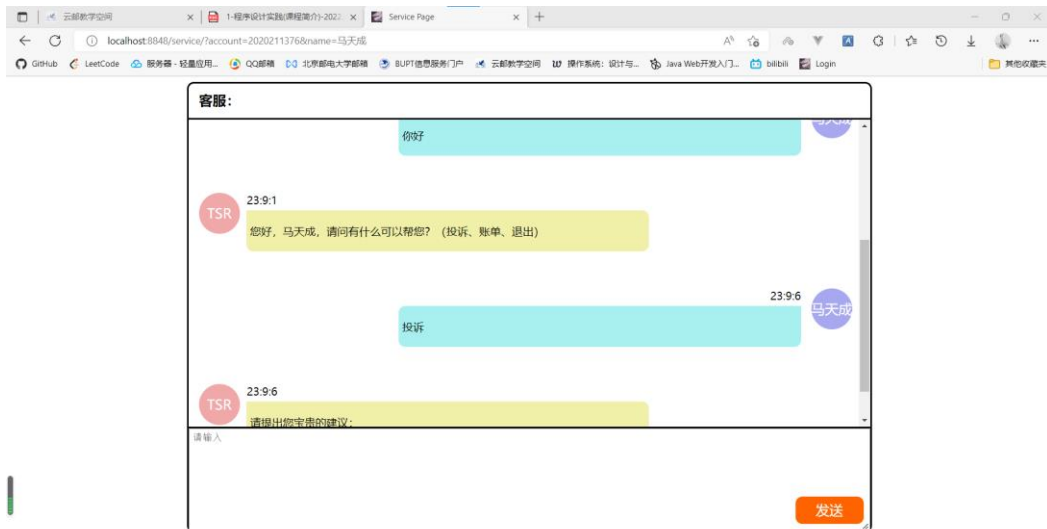 云邮教学空间
1-程序设计实践(课程简介)-2022
Service Page
localhost:8848/service/?account=2020211376&name=马天成
GitHub LeetCode 服务器 - 轻量应用... QQ邮箱 北京邮电大学邮箱 BUPT信息服务门户 云邮教学空间 操作系统:设计与... Java Web开发入门... bilibili Login 其他收藏夹
客服:
你好
马天成
23:9:1
TSR
您好,马天成,请问有什么可以帮您?(投诉、账单、退出)
23:9:6
马天成
投诉
23:9:6
TSR
请提出您宝贵的建议:
请输入
发送